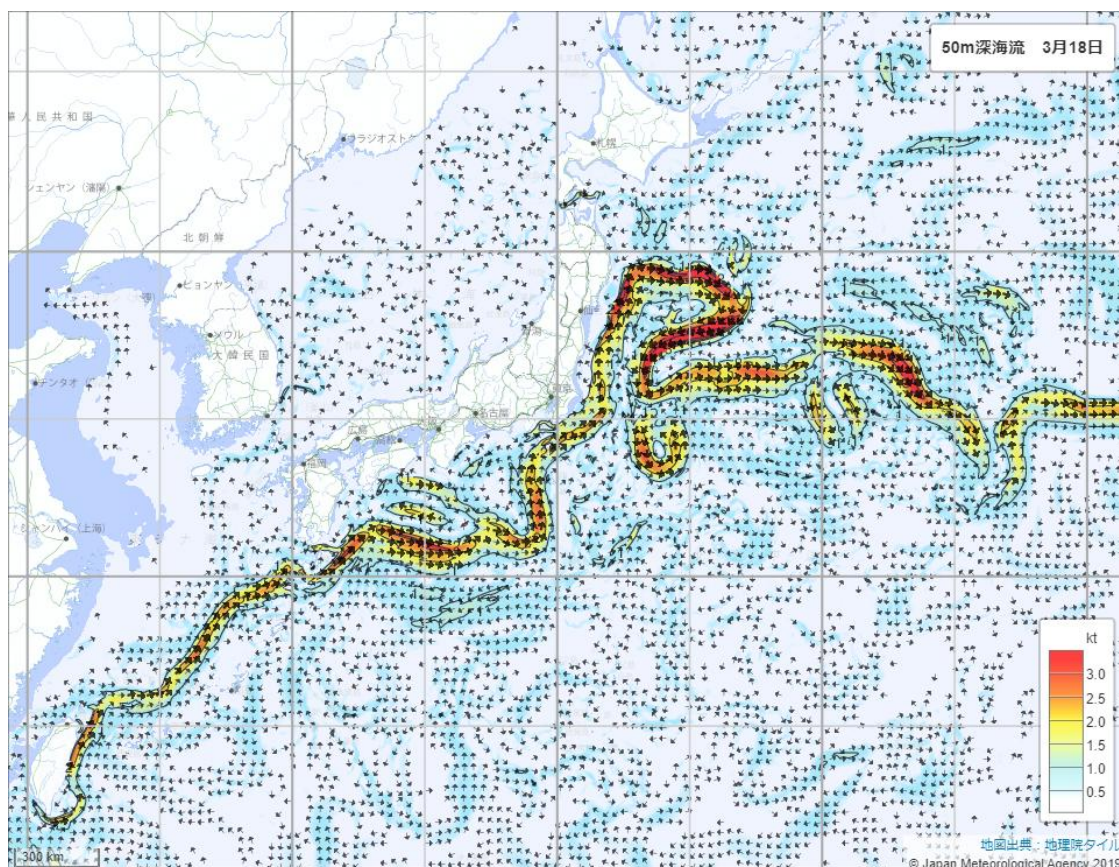 50m深海流　3月18日
華人民共和国
ウラジオストク
札幌
シェンヤン（瀋陽）
北朝鮮
ピョンヤン
ソウル
大韓民国
チンタオ
仙
東京
名古屋
大阪
広島
高松
福岡
シャンハイ（上海）
kt
3.0
2.5
2.0
1.5
1.0
0.5
300 km
地図出典：地理院タイル
© Japan Meteorological Agency 201